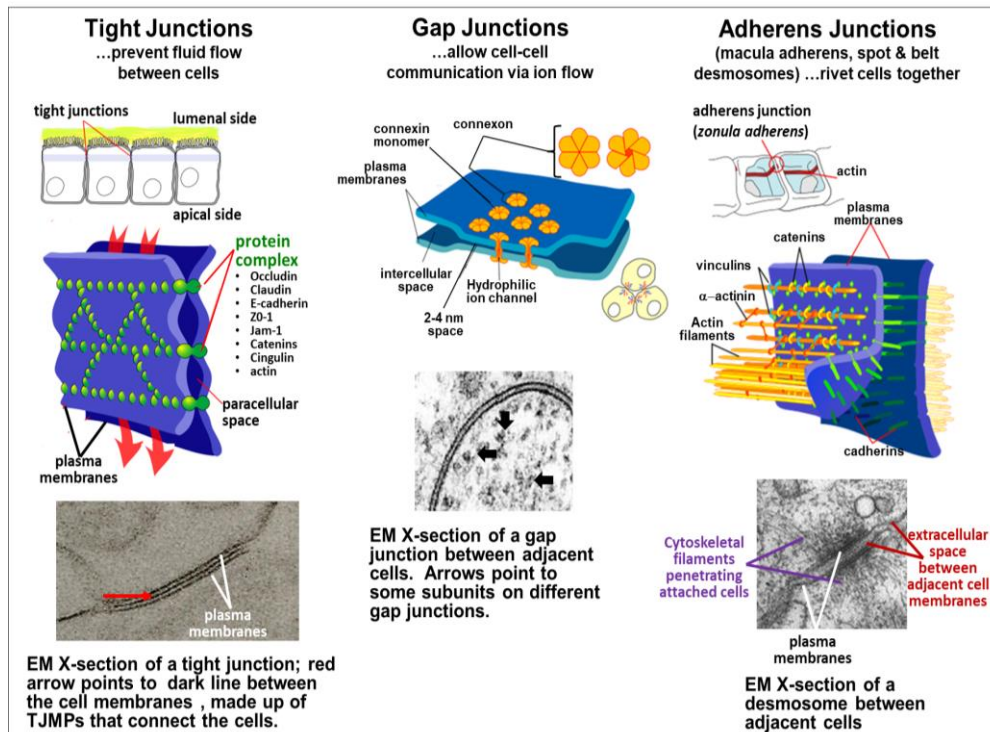 Tight Junctions
...prevent fluid flow
between cells
tight junctions
lumenal side
apical side
protein
complex
• Occludin
• Claudin
• E-cadherin
• Z0-1
• Jam-1
• Catenins
• Cingulin
• actin
paracellular
space
plasma
membranes
plasma
membranes
EM X-section of a tight junction; red
arrow points to dark line between
the cell membranes , made up of
TJMPs that connect the cells.
Gap Junctions
...allow cell-cell
communication via ion flow
connexin
monomer
connexon
plasma
membranes
intercellular
space
Hydrophilic
ion channel
2-4 nm
space
EM X-section of a gap
junction between adjacent
cells. Arrows point to
some subunits on different
gap junctions.
Adherens Junctions
(macula adherens, spot & belt
desmosomes) ...rivet cells together
adherens junction
(zonula adherens)
actin
plasma
membranes
catenins
vinculins
α-actinin
Actin
filaments
cadherins
Cytoskeletal
filaments
penetrating
attached cells
extracellular
space
between
adjacent cell
membranes
plasma
membranes
EM X-section of a
desmosome between
adjacent cells